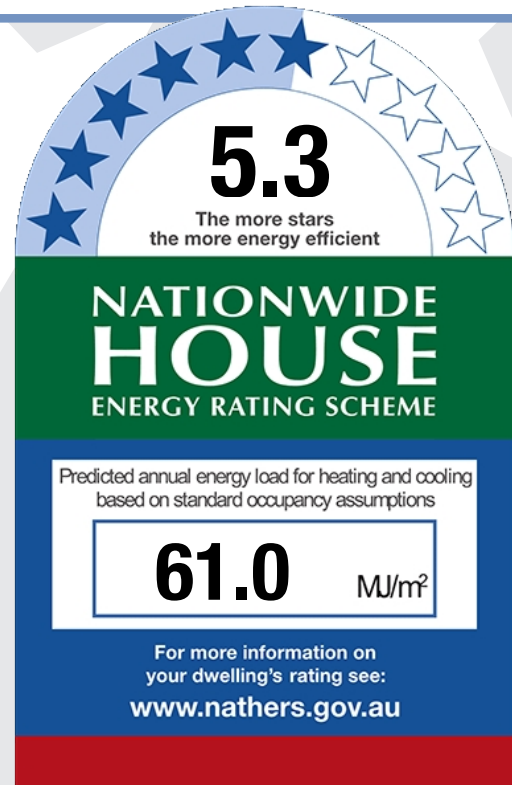 5.3
The more stars
the more energy efficient
NATIONWIDE
HOUSE
ENERGY RATING SCHEME
Predicted annual energy load for heating and cooling
based on standard occupancy assumptions
61.0 MJ/m²
For more information on
your dwelling's rating see:
www.nathers.gov.au